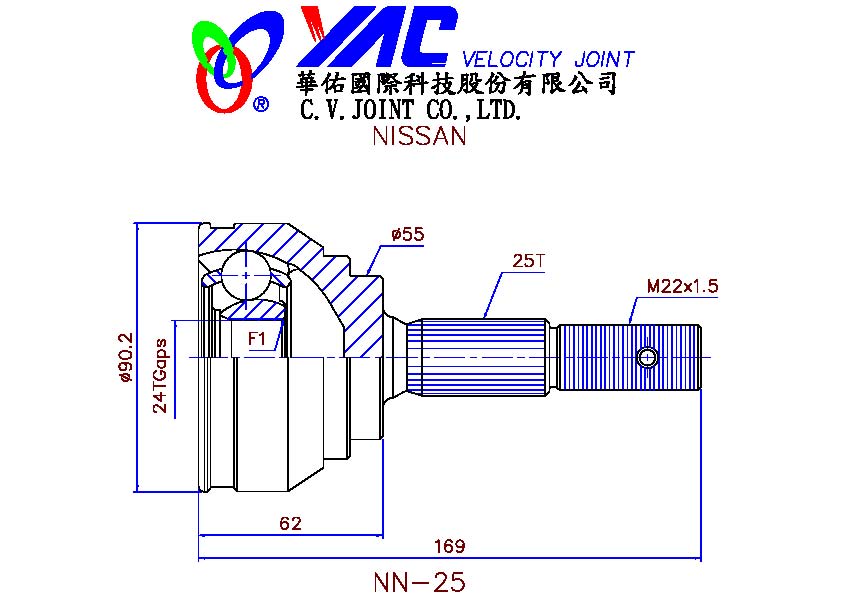 YAC VELOCITY JOINT
®
華佑國際科技股份有限公司
C.V.JOINT CO.,LTD.
NISSAN
ø55
25T
M22x1.5
F1
ø90.2
24TGaps
62
169
NN-25